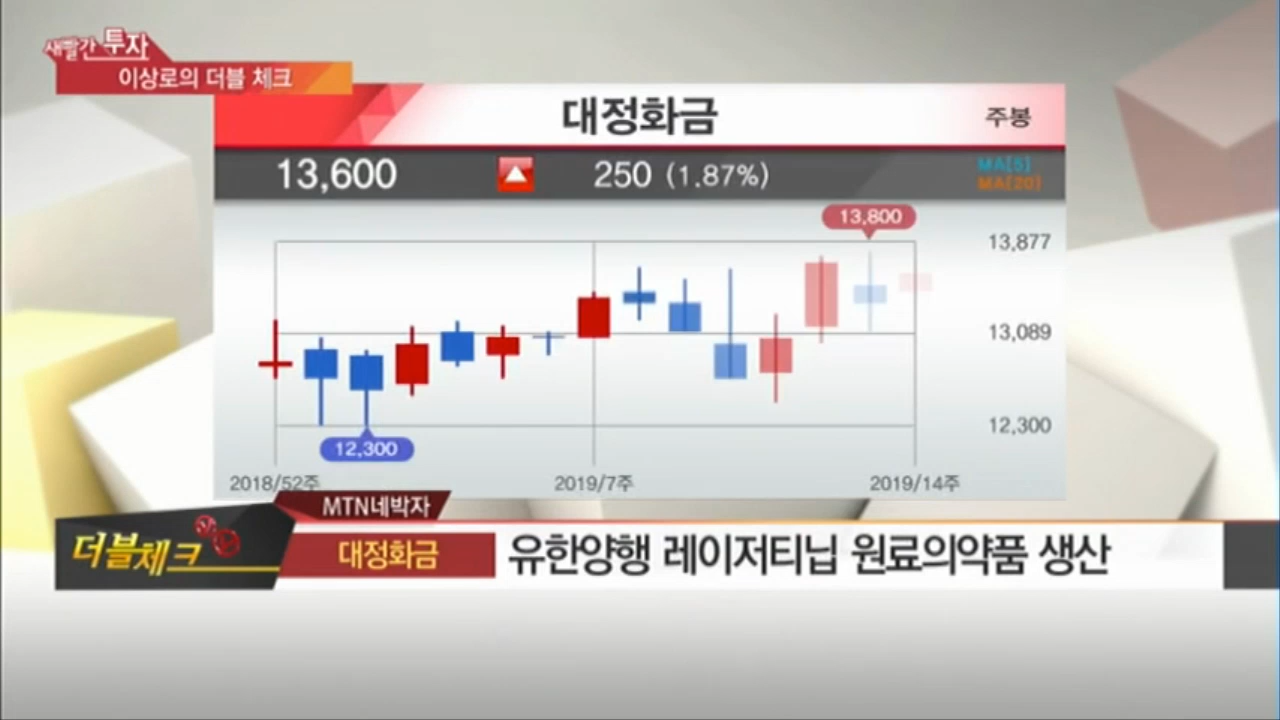 새빨간 투자
이상로의 더블 체크
대정화금
주봉
13,600 250 (1.87%)
MA[5]
MA[20]
13,800
13,877
13,089
12,300
12,300
2018/52주 2019/7주 2019/14주
MTN네박자
더블체크
대정화금
유한양행 레이저티닙 원료의약품 생산